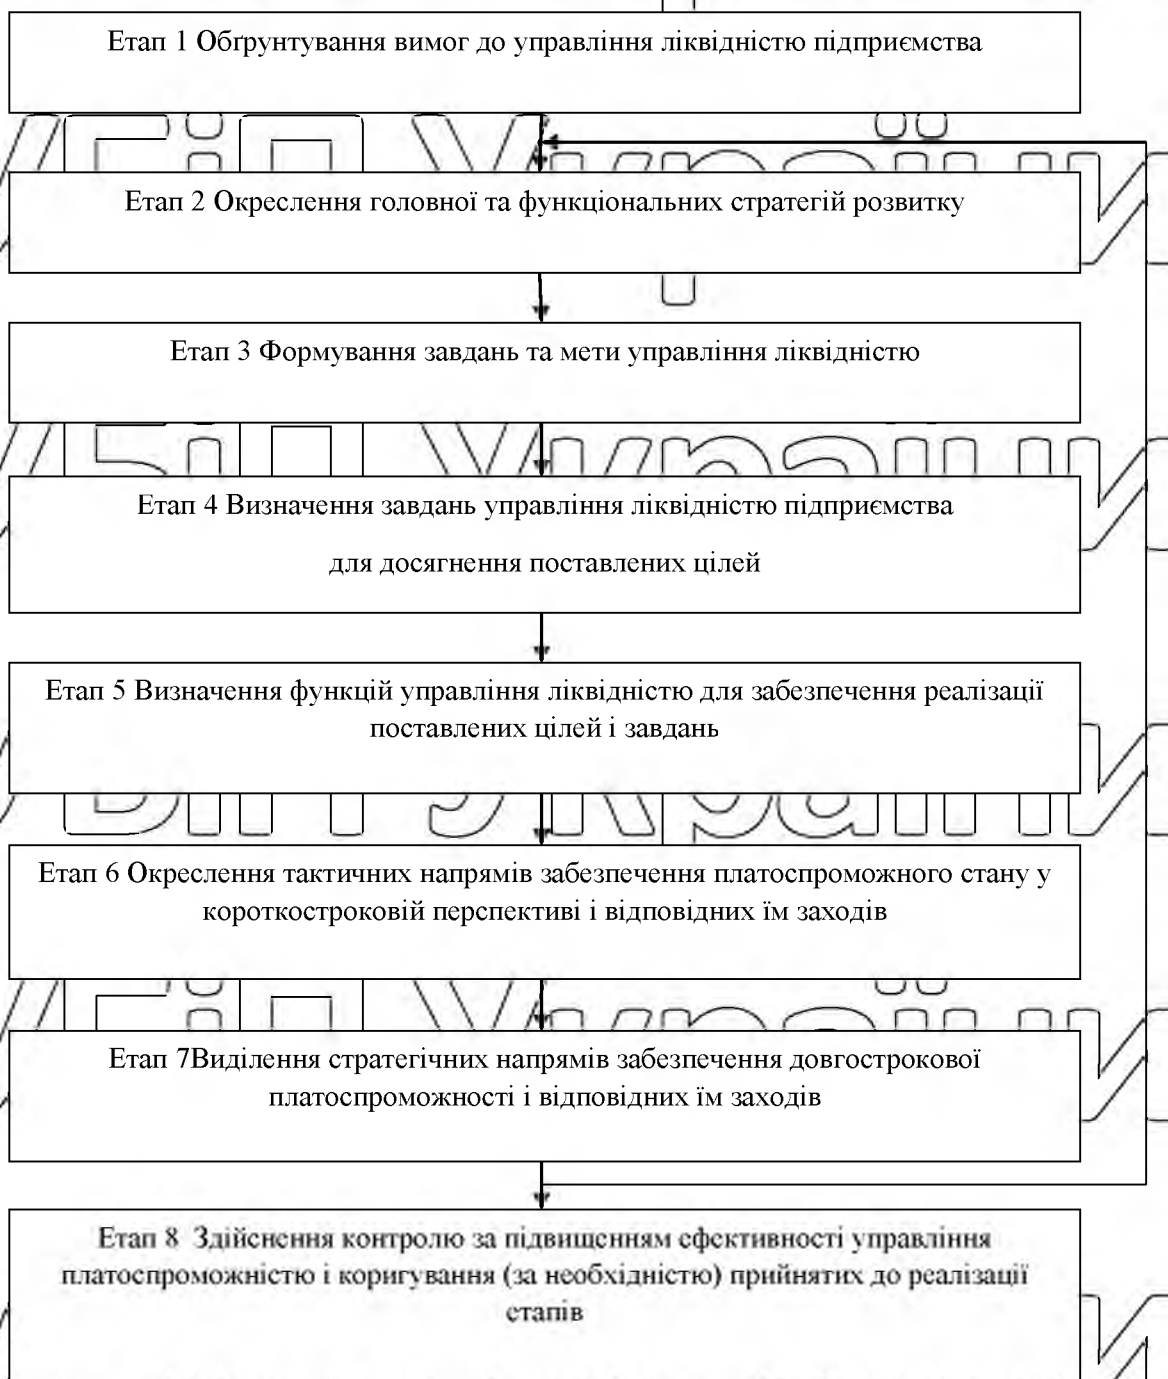 Етап 1 Обґрунтування вимог до управління ліквідністю підприємства
Етап 2 Окреслення головної та функціональних стратегій розвитку
Етап 3 Формування завдань та мети управління ліквідністю
Етап 4 Визначення завдань управління ліквідністю підприємства
для досягнення поставлених цілей
Етап 5 Визначення функцій управління ліквідністю для забезпечення реалізації
поставлених цілей і завдань
Етап 6 Окреслення тактичних напрямів забезпечення платоспроможного стану у
короткостроковій перспективі і відповідних їм заходів
Етап 7Виділення стратегічних напрямів забезпечення довгострокової
платоспроможності і відповідних їм заходів
Етап 8 Здійснення контролю за підвищенням ефективності управління
платоспроможністю і коригування (за необхідністю) прийнятих до реалізації
етапів